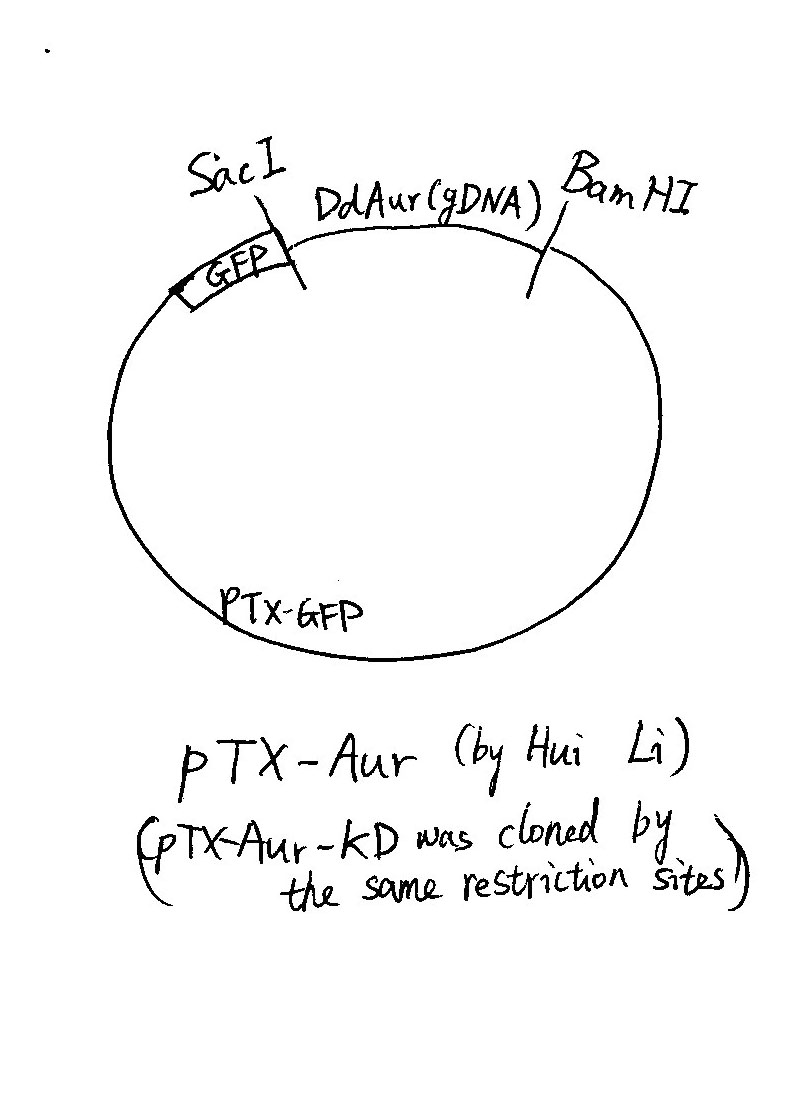 SacI
DdAur(gDNA)
BamHI
GFP
pTX-GFP
pTX-Aur (by Hui Li)
(pTX-Aur-KD was cloned by
the same restriction sites)